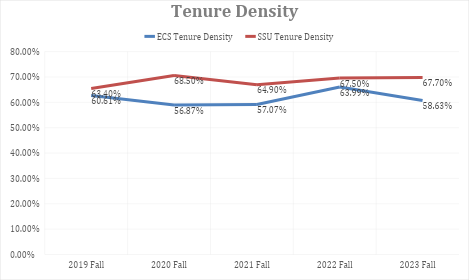 Tenure Density
ECS Tenure Density SSU Tenure Density
80.00%
70.00%
60.00%
50.00%
40.00%
30.00%
20.00%
10.00%
0.00%
63.40% 68.50% 64.90% 67.50% 67.70%
60.61% 56.87% 57.07% 63.99% 58.63%
2019 Fall 2020 Fall 2021 Fall 2022 Fall 2023 Fall